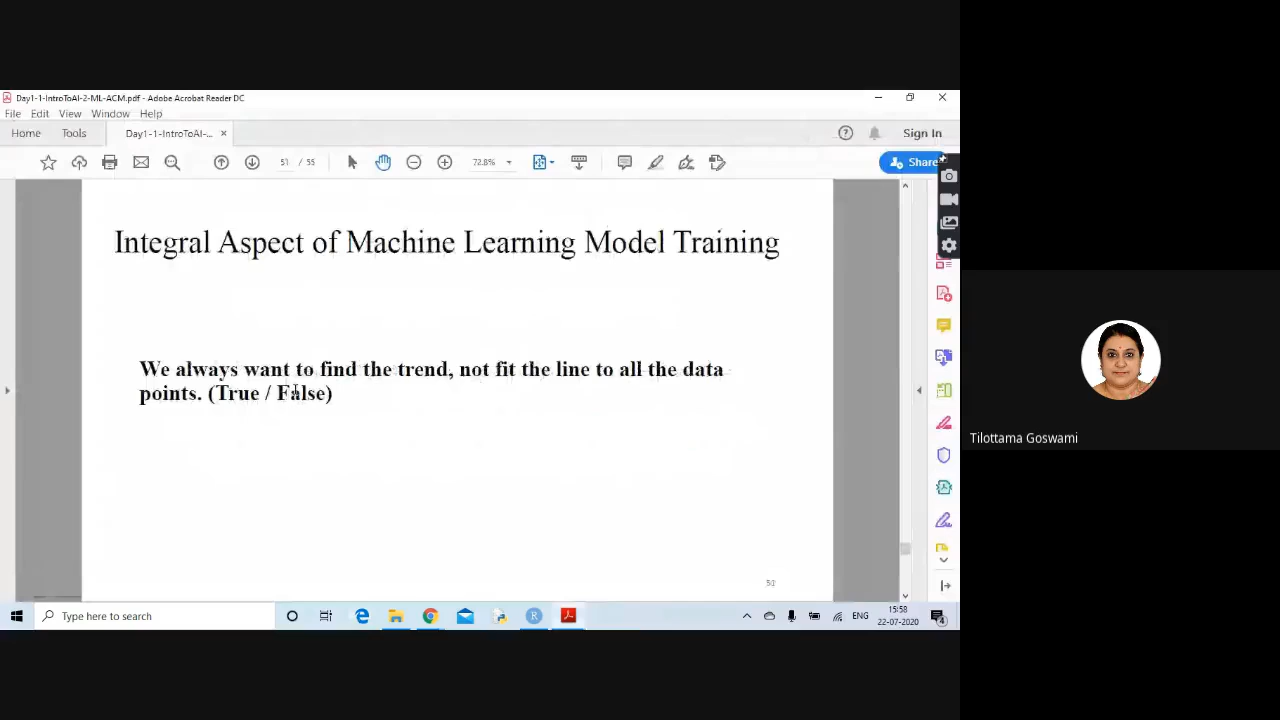 Day1-1-IntroToAI-2-ML-ACM.pdf - Adobe Acrobat Reader DC
File Edit View Window Help
Home Tools Day1-1-IntroToAI-... × Sign In
51 / 55 72.8% Share
Integral Aspect of Machine Learning Model Training
We always want to find the trend, not fit the line to all the data
points. (True / False)
50
Tilottama Goswami
Type here to search
ENG
15:58
22-07-2020
4